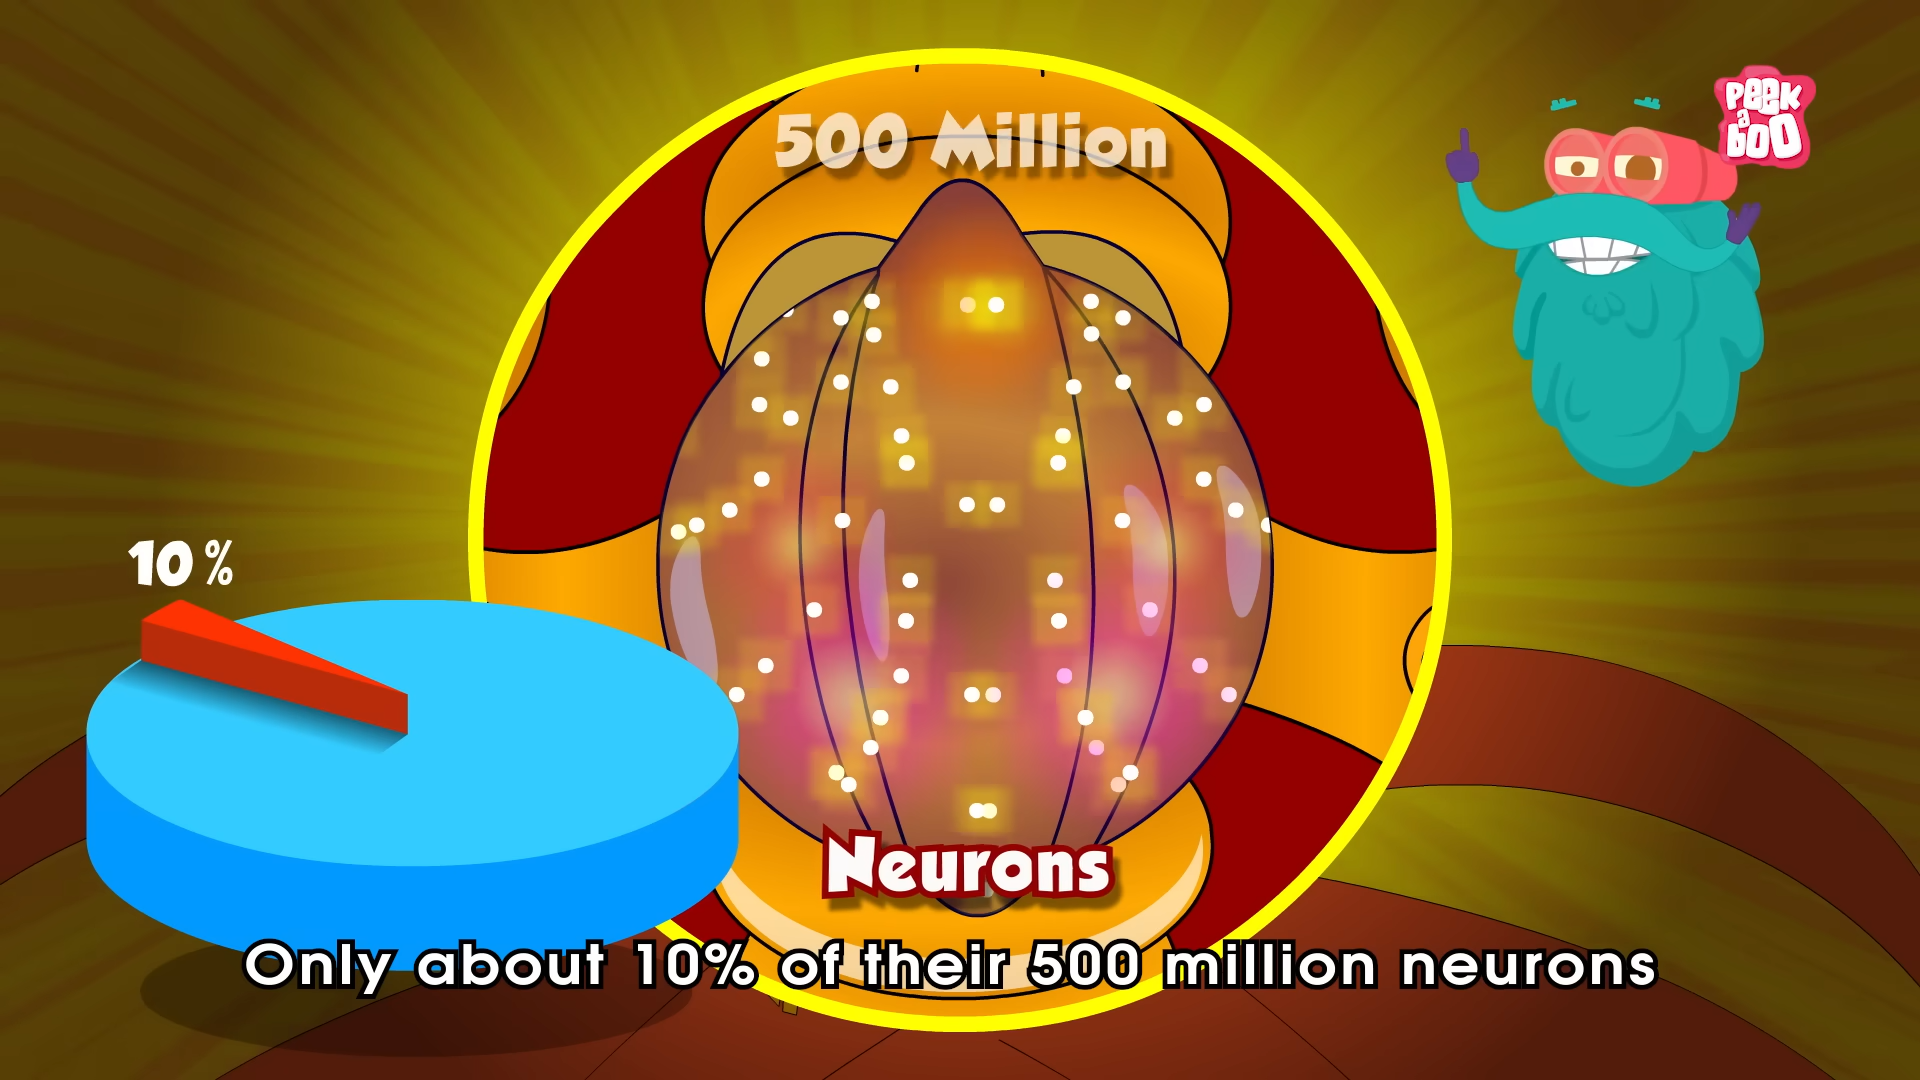 500 Million
Peek
a
boo
10 %
Neurons
Only about 10% of their 500 million neurons